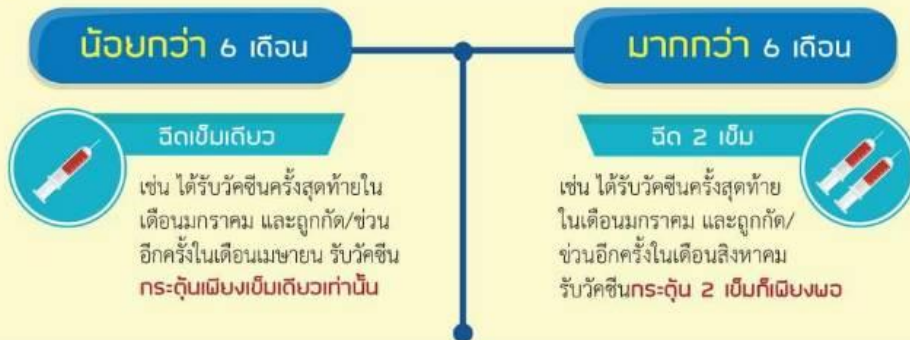 น้อยกว่า 6 เดือน
ฉีดเข็มเดียว
เช่น ได้รับวัคซีนครั้งสุดท้ายใน
เดือนมกราคม และถูกกัด/ข่วน
อีกครั้งในเดือนเมษายน รับวัคซีน
กระตุ้นเพียงเข็มเดียวเท่านั้น
มากกว่า 6 เดือน
ฉีด 2 เข็ม
เช่น ได้รับวัคซีนครั้งสุดท้าย
ในเดือนมกราคม และถูกกัด/
ข่วนอีกครั้งในเดือนสิงหาคม
รับวัคซีนกระตุ้น 2 เข็มก็เพียงพอ